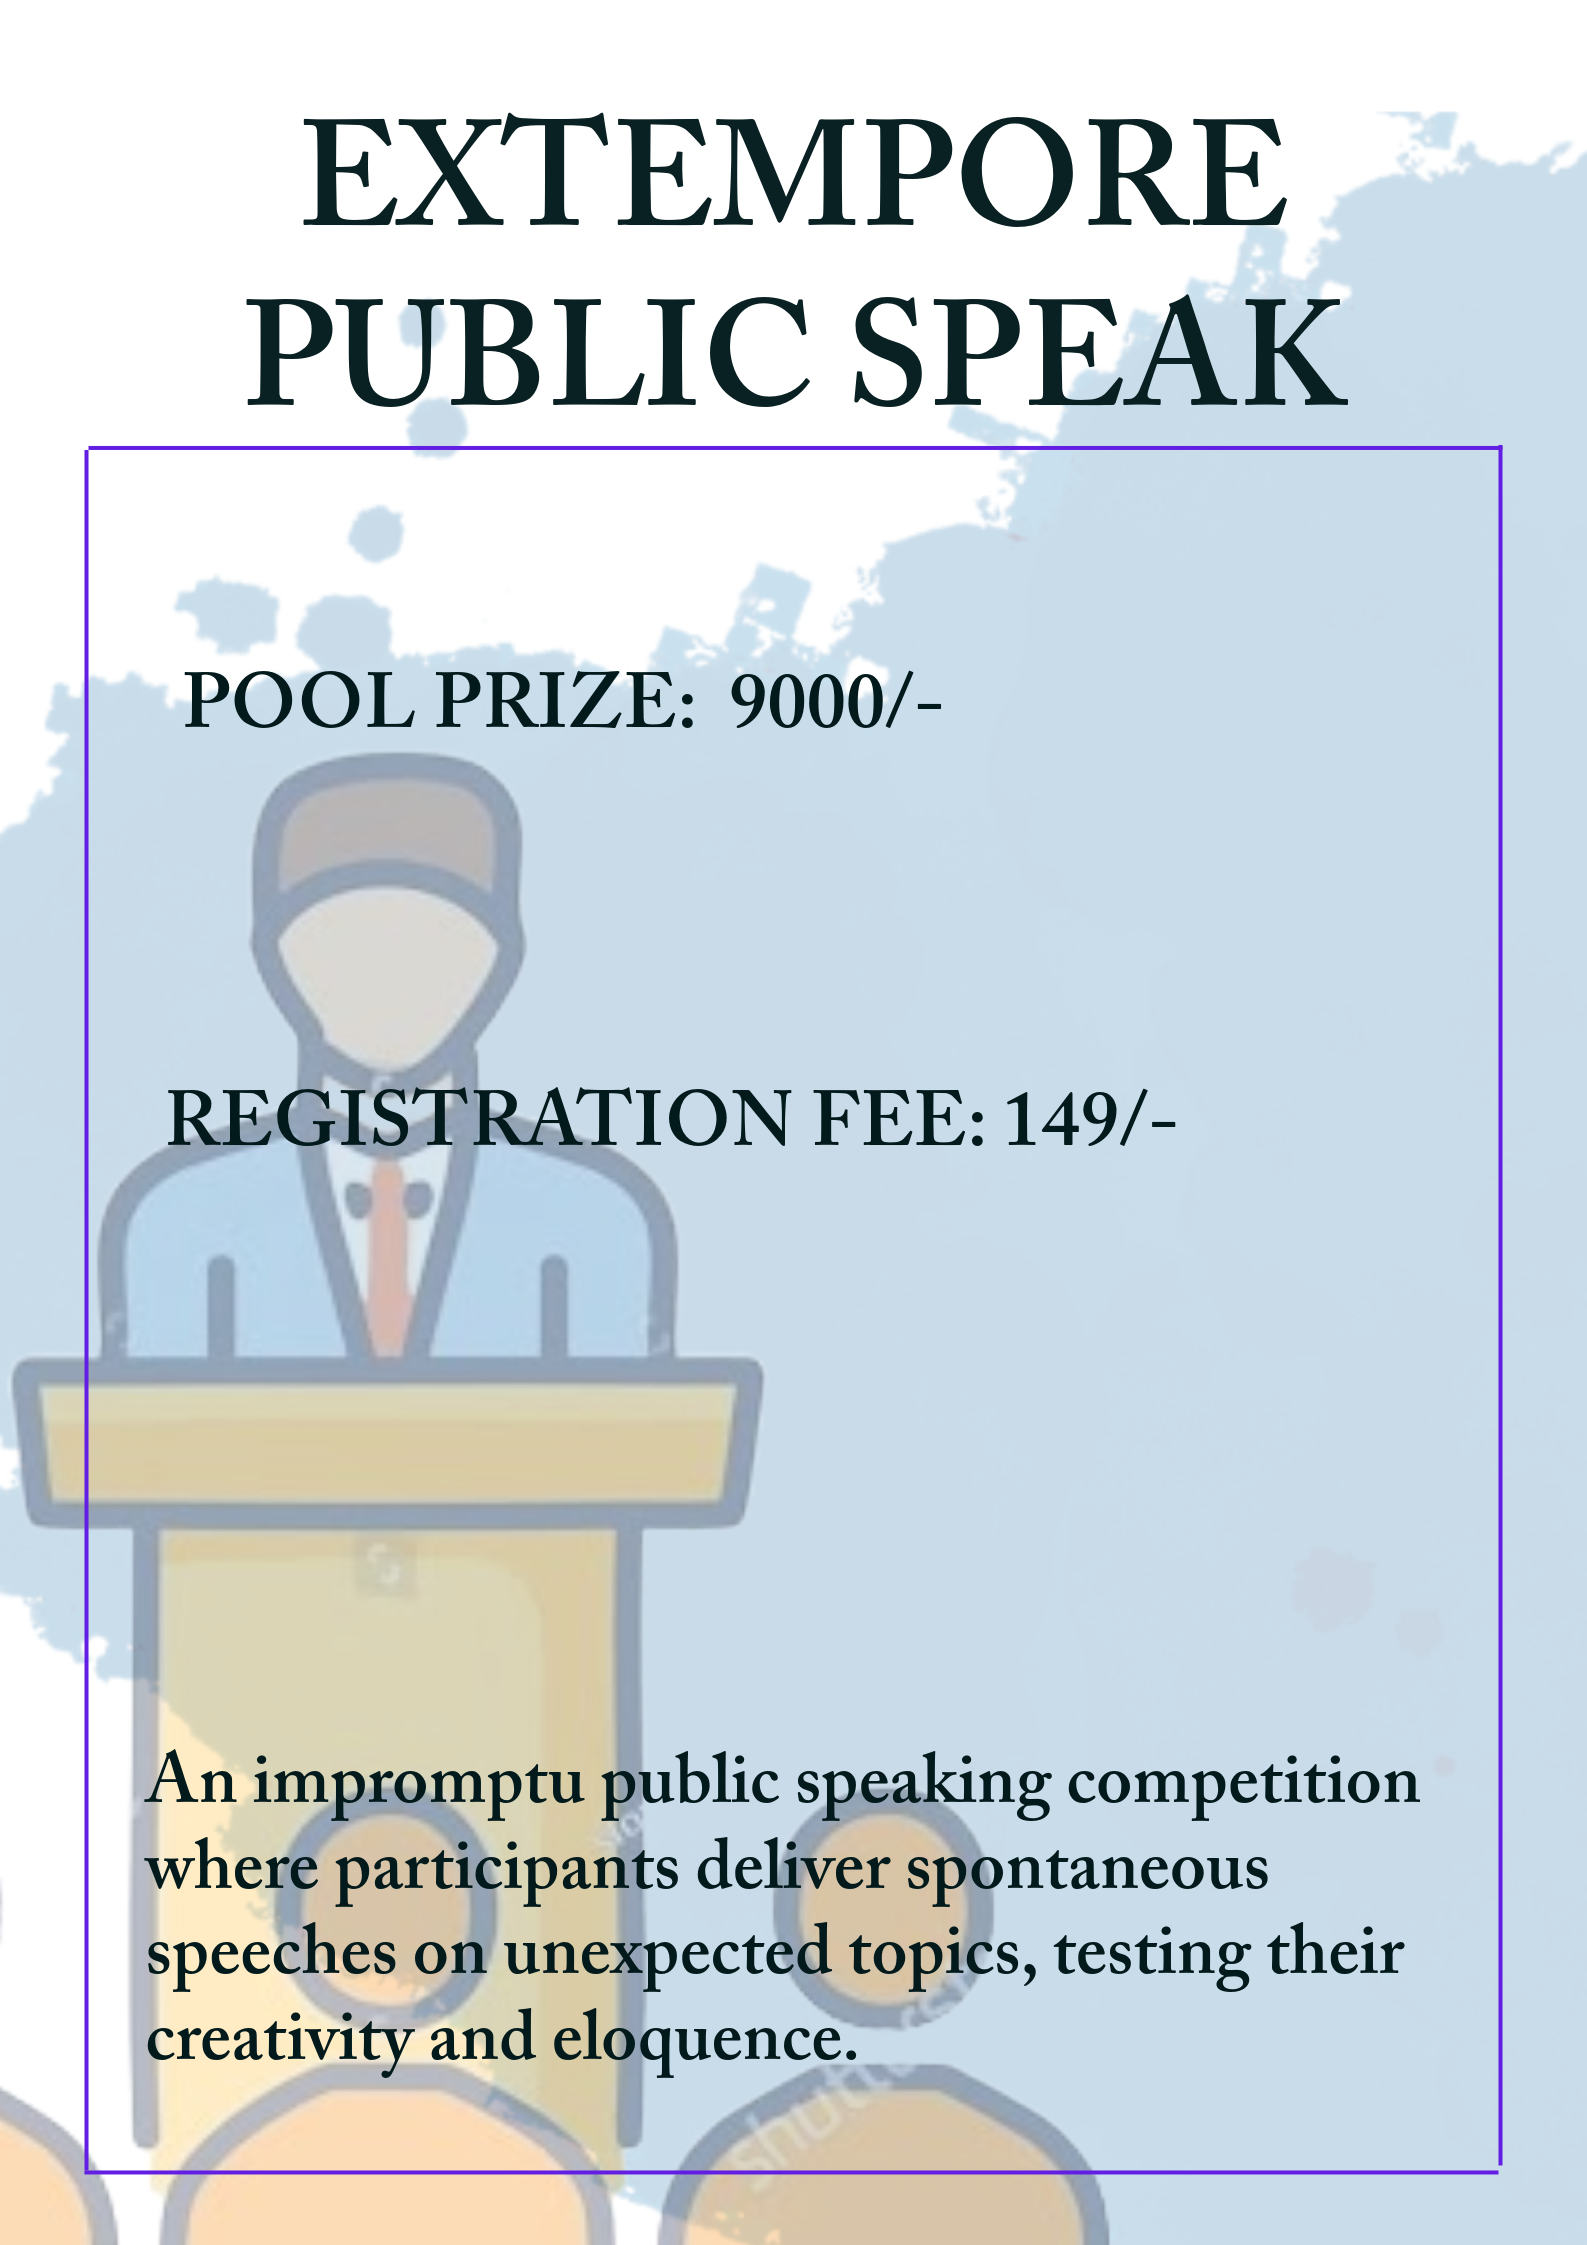 EXTEMPORE
PUBLIC SPEAK
POOL PRIZE: 9000/-
REGISTRATION FEE: 149/-
An impromptu public speaking competition
where participants deliver spontaneous
speeches on unexpected topics, testing their
creativity and eloquence.